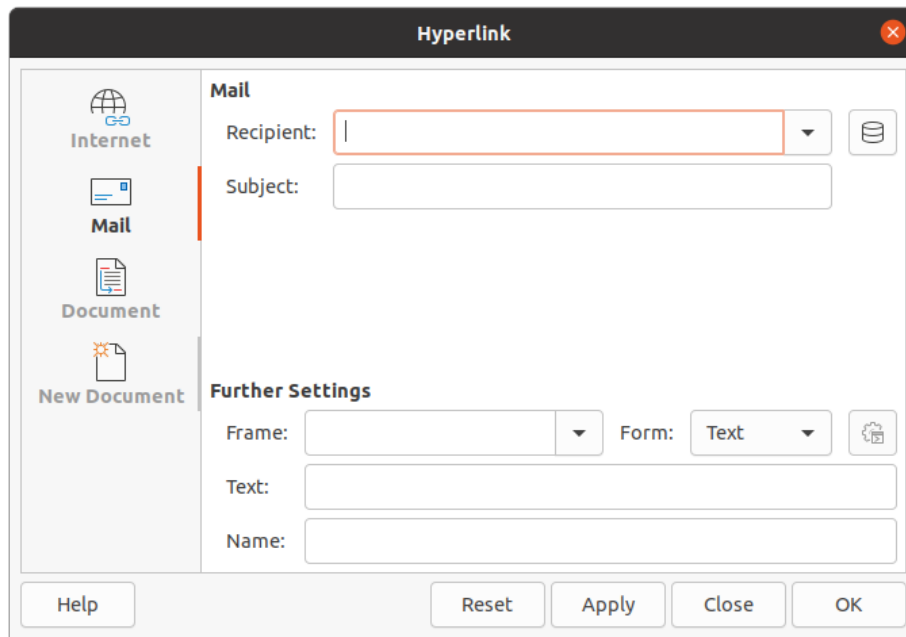 Hyperlink
Internet
Mail
Document
New Document
Mail
Recipient:
Subject:
Further Settings
Frame: Form: Text
Text:
Name:
Help Reset Apply Close OK